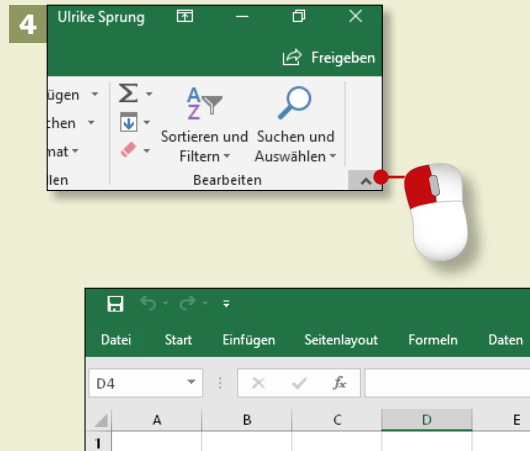 4
Ulrike Sprung
Freigeben
ügen
chen
mat
Sortieren und Suchen und
Filtern Auswählen
len Bearbeiten
Datei Start Einfügen Seitenlayout Formeln Daten
D4 fx
A B C D E
1